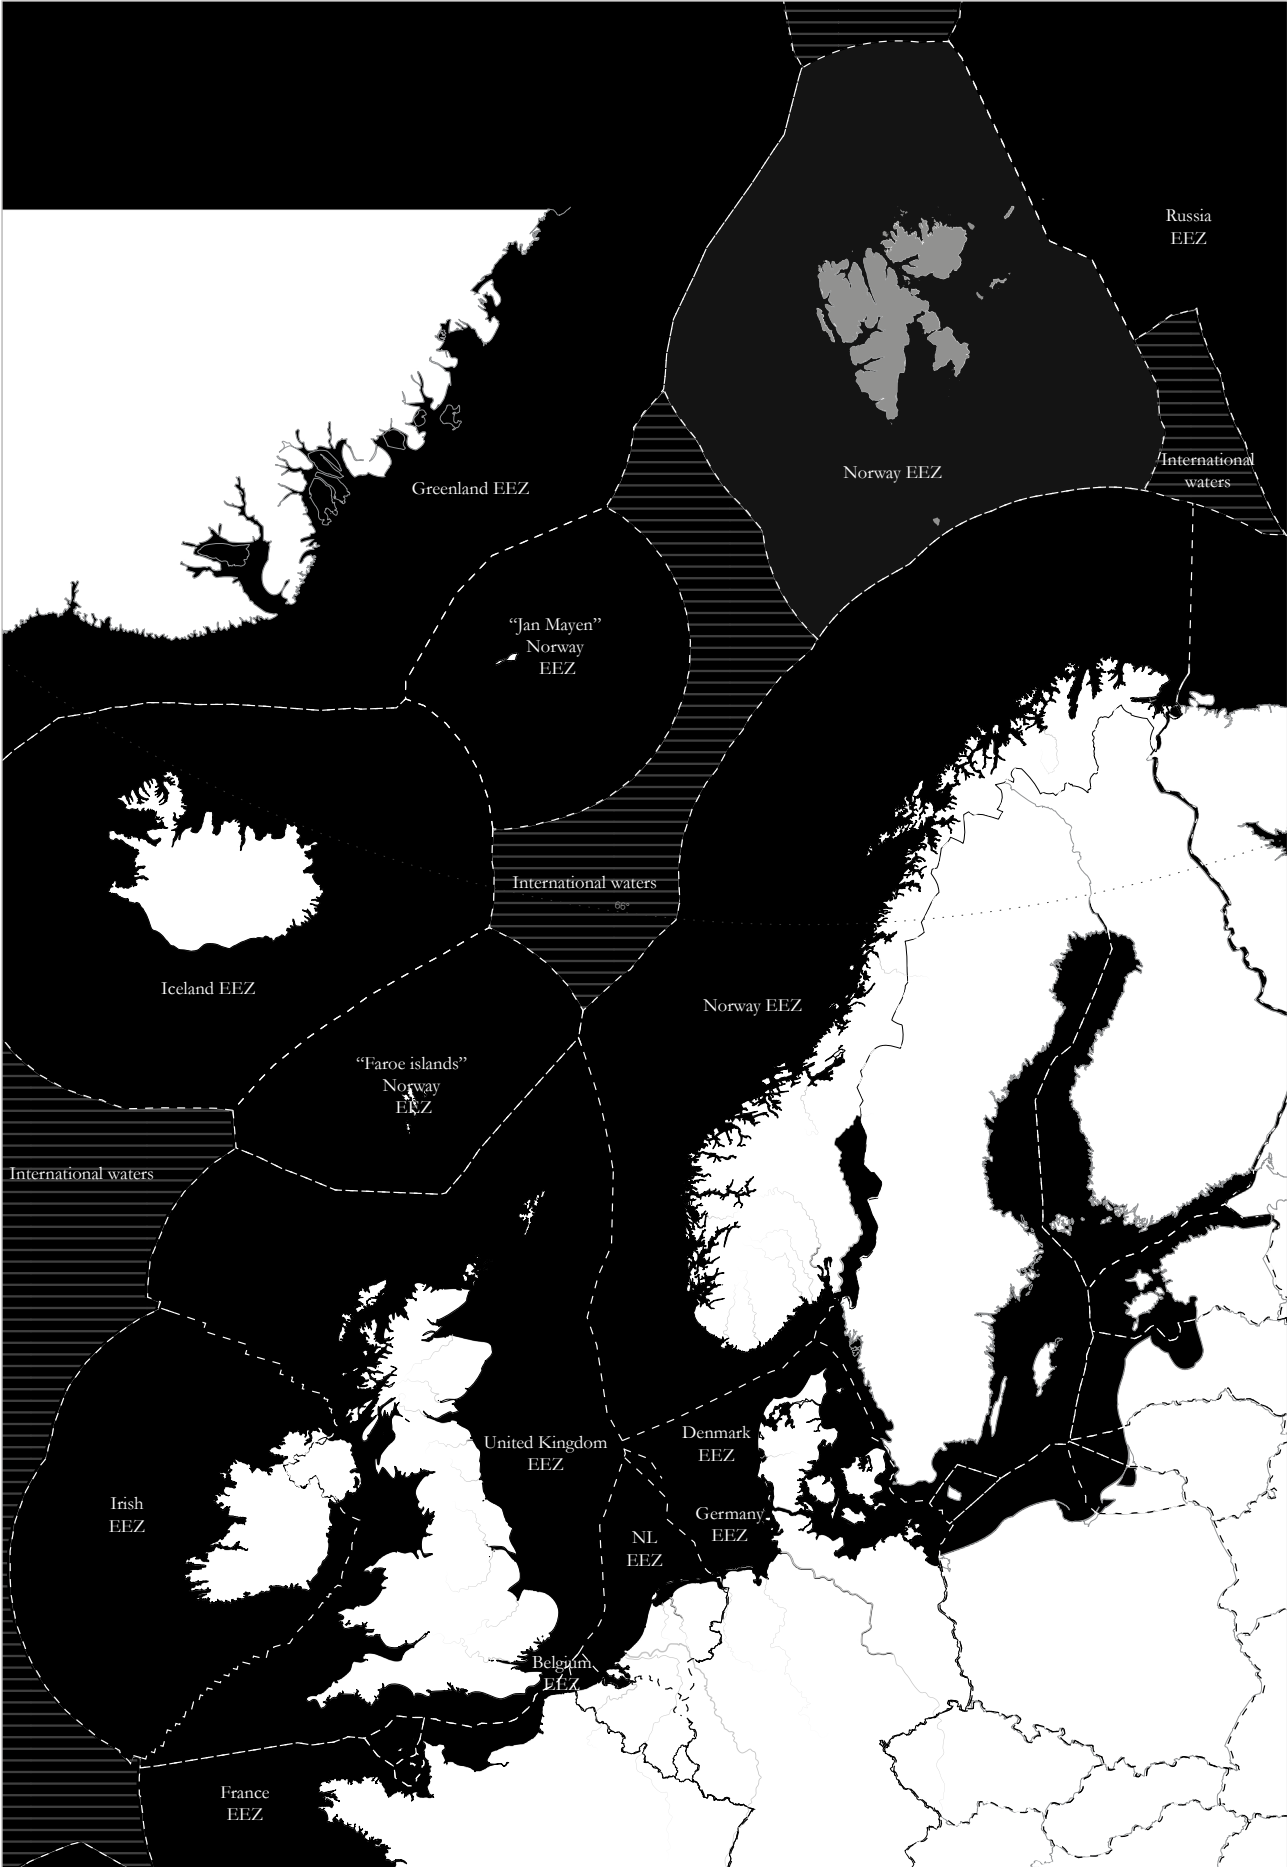 Russia
EEZ
International
waters
Norway EEZ
Greenland EEZ
“Jan Mayen”
Norway
EEZ
International waters
65°
Iceland EEZ
Norway EEZ
“Faroe islands”
Norway
EEZ
International waters
United Kingdom
EEZ
Denmark
EEZ
Irish
EEZ
Germany
EEZ
NL
EEZ
Belgium
EEZ
France
EEZ